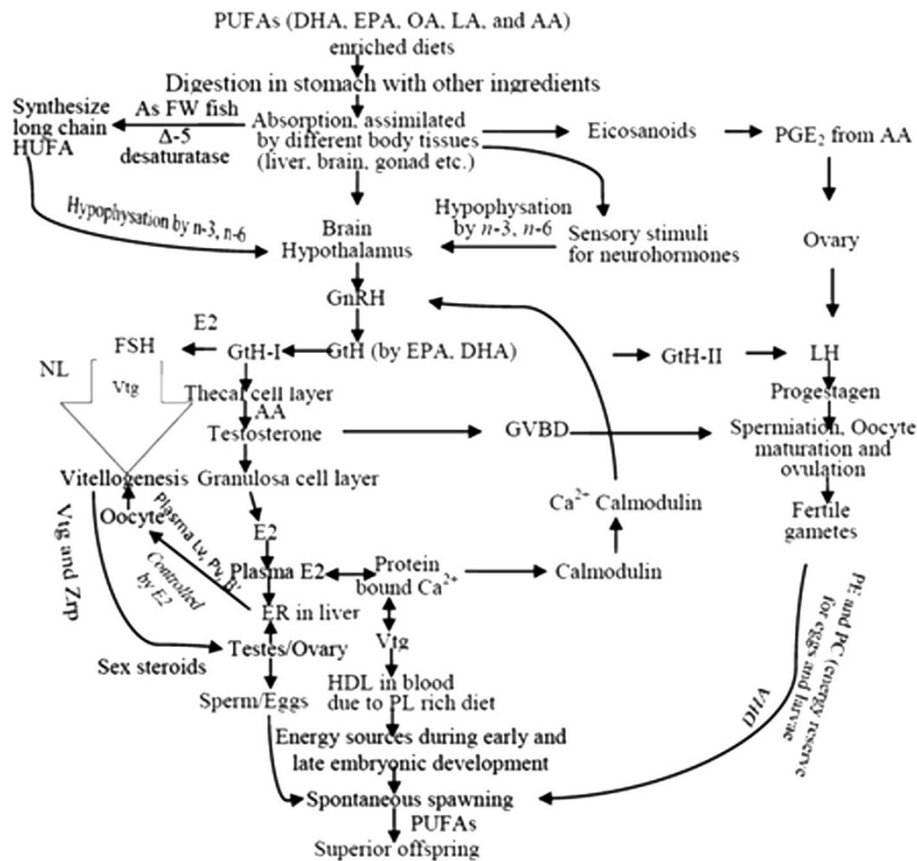 PUFAs (DHA, EPA, OA, LA, and AA)
enriched diets
Digestion in stomach with other ingredients
Synthesize
long chain
HUFA
As FW fish
Δ-5
desaturatase
Absorption, assimilated
by different body tissues
(liver, brain, gonad etc.)
Eicosanoids
PGE2 from AA
Hypophysation by n-3, n-6
Brain
Hypothalamus
Hypophysation
by n-3, n-6
Sensory stimuli
for neurohormones
Ovary
GnRH
E2
FSH
GtH-I
GtH (by EPA, DHA)
GtH-II
LH
NL
Vtg
Thecal cell layer
AA
Testosterone
GVBD
Progestagen
Spermiation, Oocyte
maturation and
ovulation
Vitellogenesis
Granulosa cell layer
Ca2+ Calmodulin
Fertile
gametes
Oocyte
E2
Vtg and Zrp
Plasma Lv, Pv,
Controlled
by E2
Plasma E2
Protein
bound Ca2+
Calmodulin
ER in liver
Testes/Ovary
Vtg
Sex steroids
Sperm/Eggs
HDL in blood
due to PL rich diet
DHA
PE and PC (energy reserve
for eggs and larvae
Energy sources during early and
late embryonic development
Spontaneous spawning
PUFAs
Superior offspring